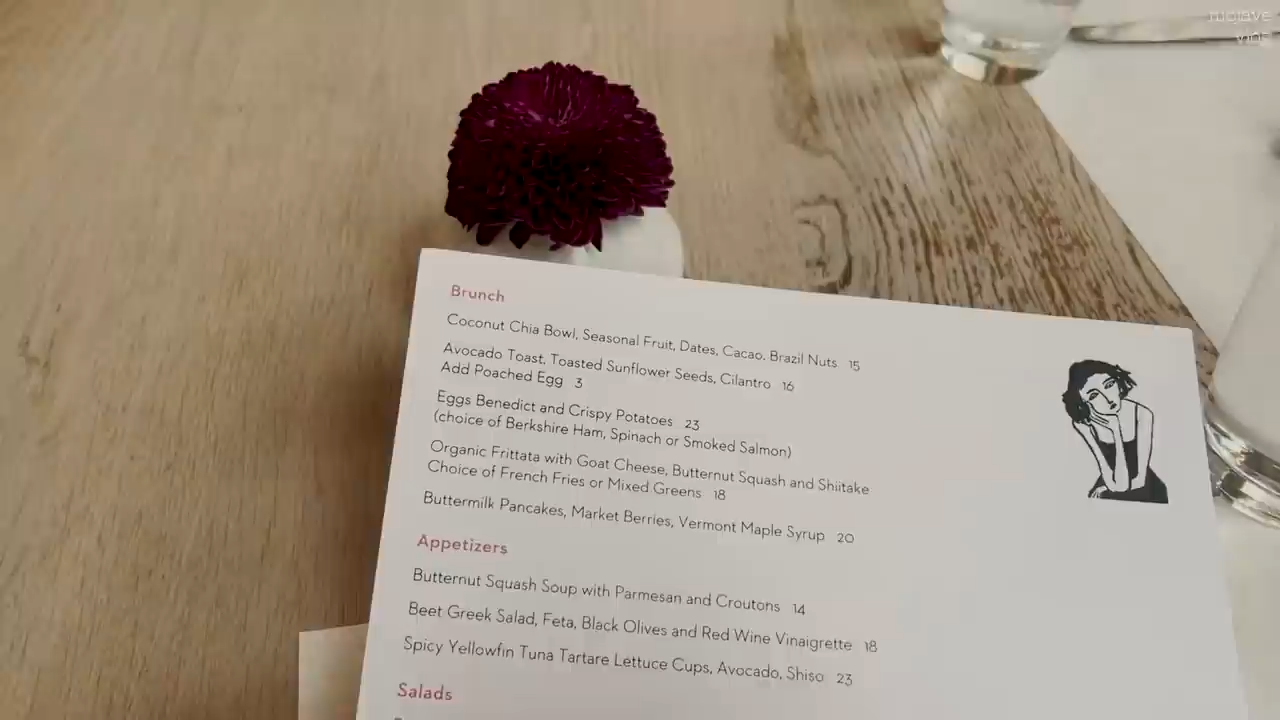 mojave
vids
Brunch
Coconut Chia Bowl, Seasonal Fruit, Dates, Cacao, Brazil Nuts 15
Avocado Toast, Toasted Sunflower Seeds, Cilantro 16
Add Poached Egg 3
Eggs Benedict and Crispy Potatoes 23
(choice of Berkshire Ham, Spinach or Smoked Salmon)
Organic Frittata with Goat Cheese, Butternut Squash and Shiitake
Choice of French Fries or Mixed Greens 18
Buttermilk Pancakes, Market Berries, Vermont Maple Syrup 20
Appetizers
Butternut Squash Soup with Parmesan and Croutons 14
Beet Greek Salad, Feta, Black Olives and Red Wine Vinaigrette 18
Spicy Yellowfin Tuna Tartare Lettuce Cups, Avocado, Shiso 23
Salads